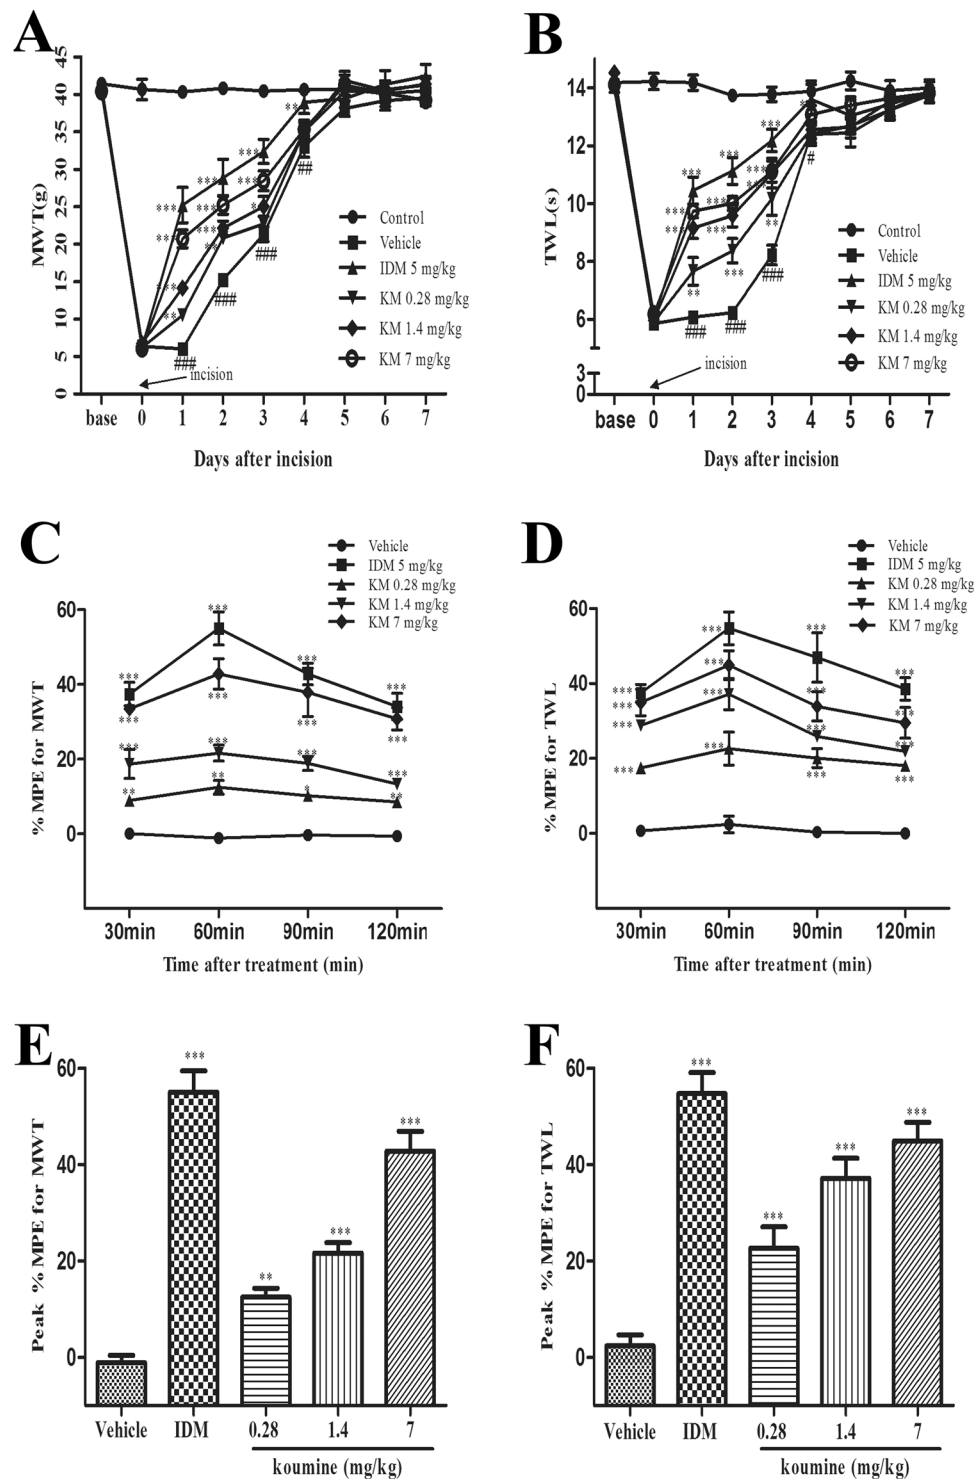 A
MWT(g)
45
40
35
30
25
20
15
10
5
0
***
***
***
**
***
***
***
***
**
**
***
**
###
###
###
##
Control
Vehicle
IDM 5 mg/kg
KM 0.28 mg/kg
KM 1.4 mg/kg
KM 7 mg/kg
incision
base 0 1 2 3 4 5 6 7
Days after incision
B
TWL(s)
14
12
10
8
6
3
0
***
***
***
***
***
***
***
**
***
**
###
###
###
#
Control
Vehicle
IDM 5 mg/kg
KM 0.28 mg/kg
KM 1.4 mg/kg
KM 7 mg/kg
incision
base 0 1 2 3 4 5 6 7
Days after incision
C
Vehicle
IDM 5 mg/kg
KM 0.28 mg/kg
KM 1.4 mg/kg
KM 7 mg/kg
% MPE for MWT
60
40
20
0
*** *** *** ***
*** *** *** ***
*** *** *** ***
** ** * **
30min 60min 90min 120min
Time after treatment (min)
D
Vehicle
IDM 5 mg/kg
KM 0.28 mg/kg
KM 1.4 mg/kg
KM 7 mg/kg
% MPE for TWL
60
40
20
0
*** *** *** ***
*** *** *** ***
*** *** *** ***
*** *** *** ***
30min 60min 90min 120min
Time after treatment (min)
E
Peak % MPE for MWT
60
40
20
0
***
**
***
***
Vehicle IDM 0.28 1.4 7
koumine (mg/kg)
F
Peak % MPE for TWL
60
40
20
0
***
***
***
***
Vehicle IDM 0.28 1.4 7
koumine (mg/kg)